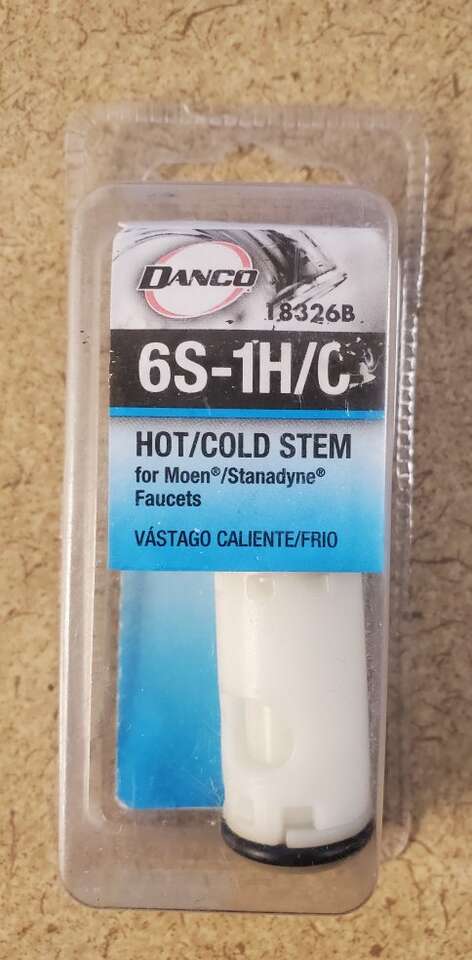 DANCO
18326B
6S-1H/C
HOT/COLD STEM
for Moen®/Stanadyne®
Faucets
VÁSTAGO CALIENTE/FRIO